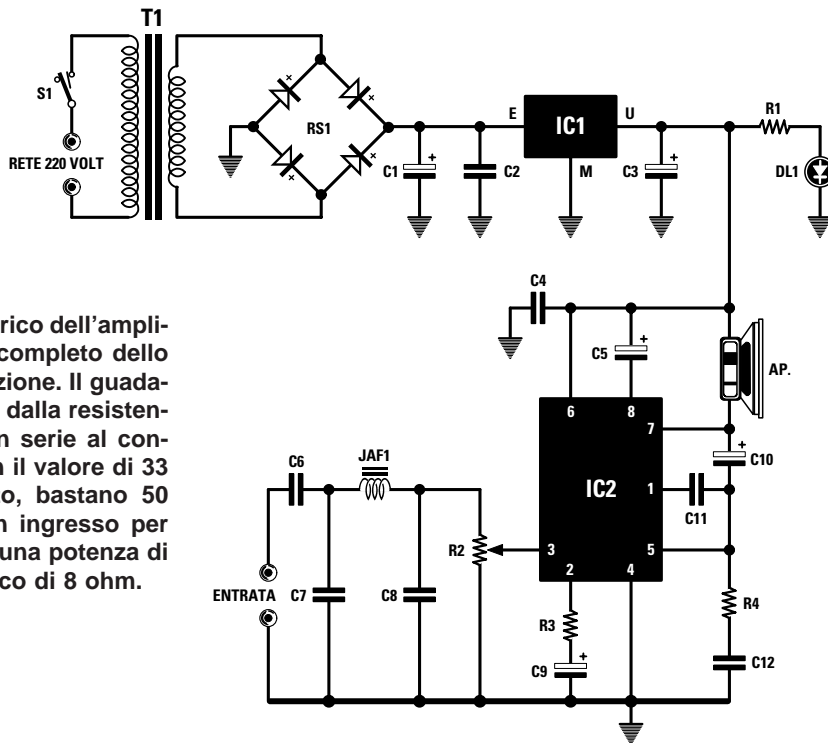 T1
S1
RETE 220 VOLT
RS1
C1
+
C2
E
IC1
U
M
C3
+
R1
DL1
C4
C5
+
AP.
6
8
7
IC2
1
5
3
2
4
C10
+
C11
C6
JAF1
R2
ENTRATA
C7
C8
R3
C9
+
R4
C12
rico dell'ampli-
completo dello
zione. Il guada-
dalla resisten-
n serie al con-
n il valore di 33
to, bastano 50
n ingresso per
una potenza di
ico di 8 ohm.